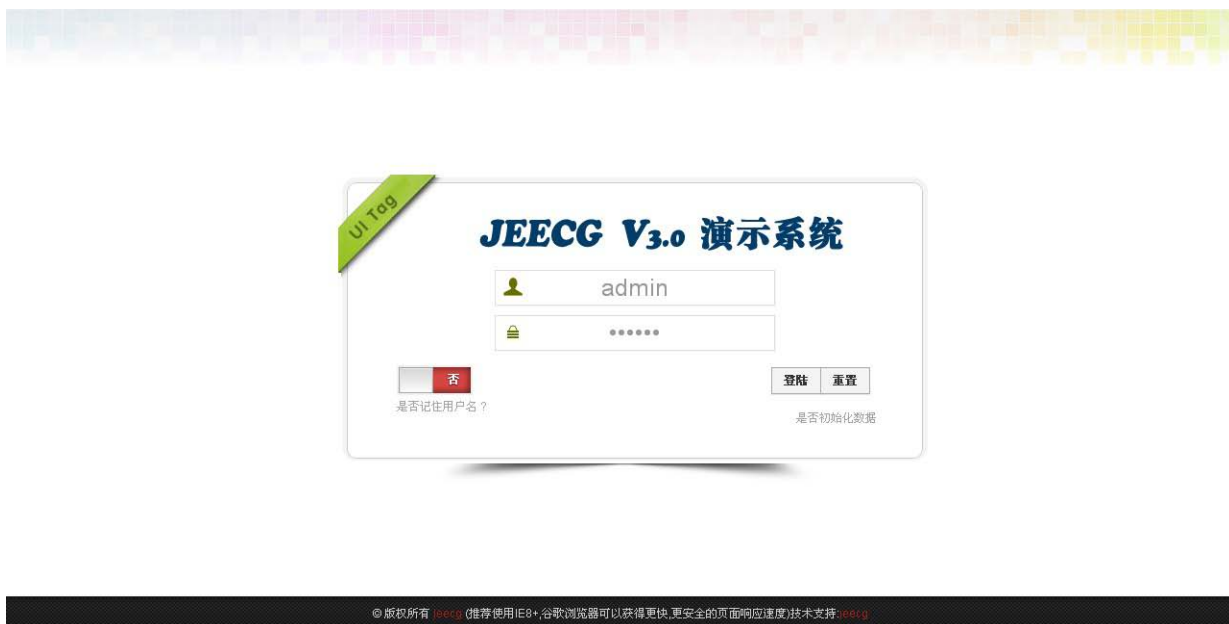 UI Tag
JEECG V3.0 演示系统
admin
••••••
否
登陆 重置
是否记住用户名？
是否初始化数据
© 版权所有 jeecg (推荐使用IE8+,谷歌浏览器可以获得更快,更安全的页面响应速度)技术支持:jeecg